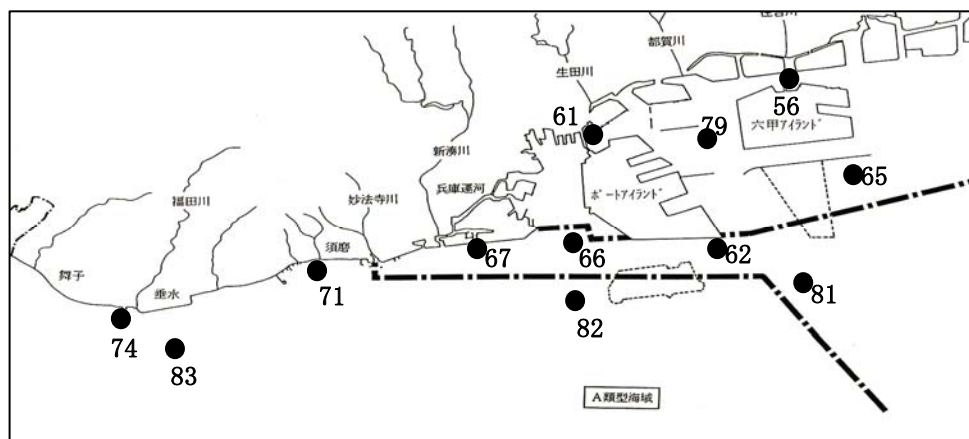 都賀川
生田川
56
61
79
六甲アイランド
新湊川
65
兵庫運河
妙法寺川
ポートアイランド
福田川
須磨
67
66
62
舞子
71
垂水
81
82
74
83
A類型海域